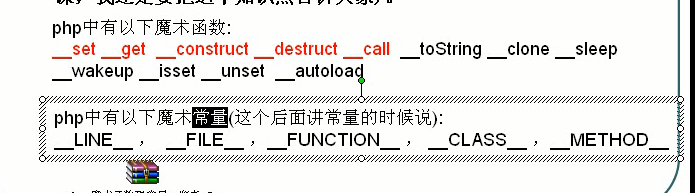 php中有以下魔术函数:
__set __get __construct __destruct __call __toString __clone __sleep
__wakeup __isset __unset __autoload
php中有以下魔术常量(这个后面讲常量的时候说):
__LINE__ , __FILE__ , __FUNCTION__ , __CLASS__ , __METHOD__